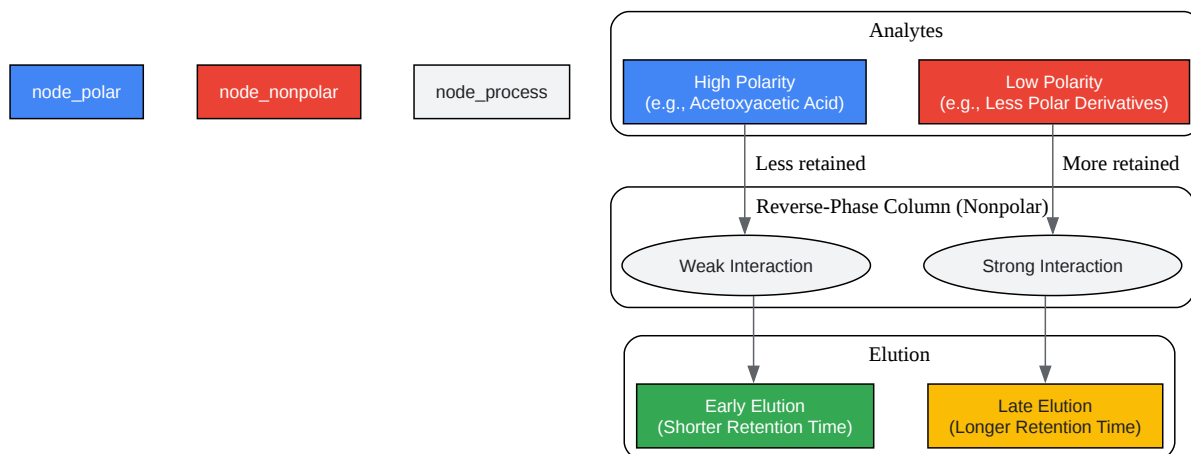 Analytes
node_polar
node_nonpolar
node_process
High Polarity
(e.g., Acetoxyacetic Acid)
Low Polarity
(e.g., Less Polar Derivatives)
Less retained
More retained
Reverse-Phase Column (Nonpolar)
Weak Interaction
Strong Interaction
Elution
Early Elution
(Shorter Retention Time)
Late Elution
(Longer Retention Time)